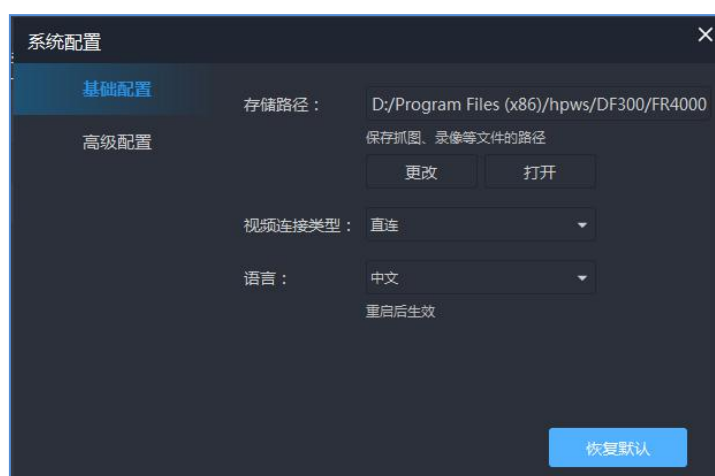 系统配置
基础配置
高级配置
存储路径：
D:/Program Files (x86)/hpws/DF300/FR4000
保存抓图、录像等文件的路径
更改
打开
视频连接类型：
直连
语言：
中文
重启后生效
恢复默认